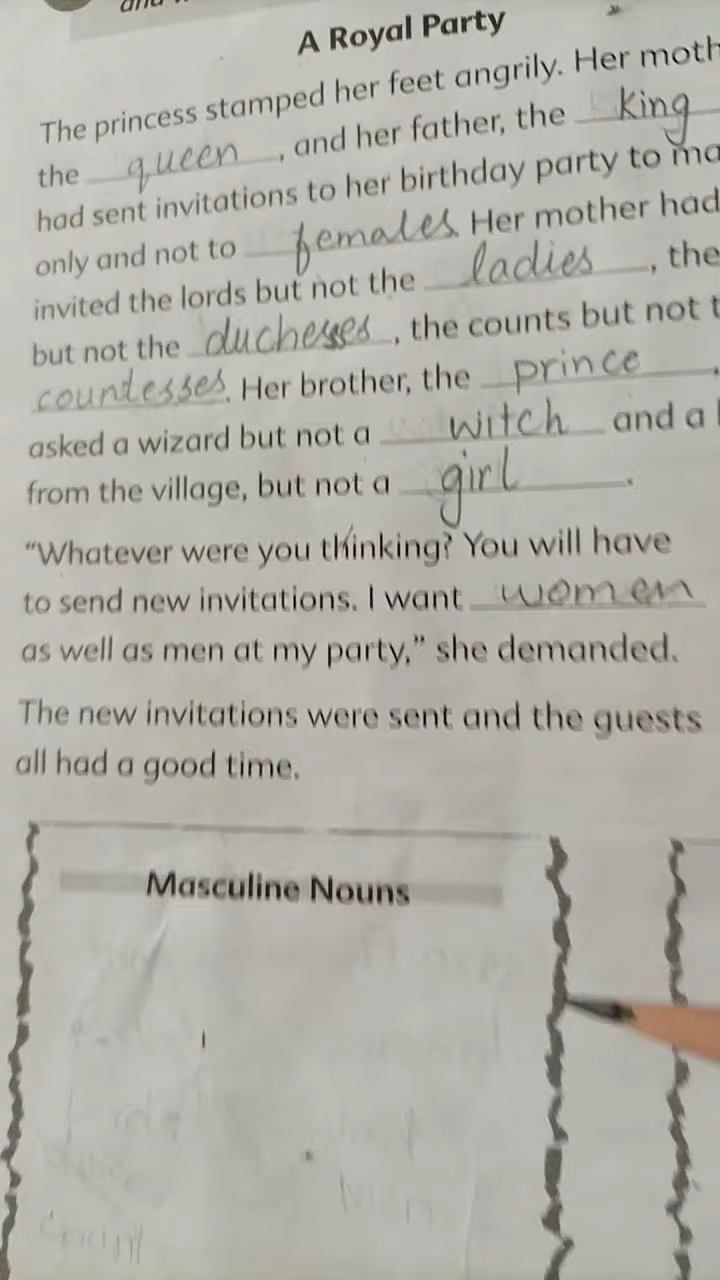 A Royal Party
The princess stamped her feet angrily. Her moth
the queen, and her father, the king
had sent invitations to her birthday party to ma
only and not to females. Her mother had
invited the lords but not the ladies, the
but not the duchesses, the counts but not t
countesses. Her brother, the prince,
asked a wizard but not a witch and a
from the village, but not a girl.
"Whatever were you thinking? You will have
to send new invitations. I want women
as well as men at my party," she demanded.
The new invitations were sent and the guests
all had a good time.
Masculine Nouns